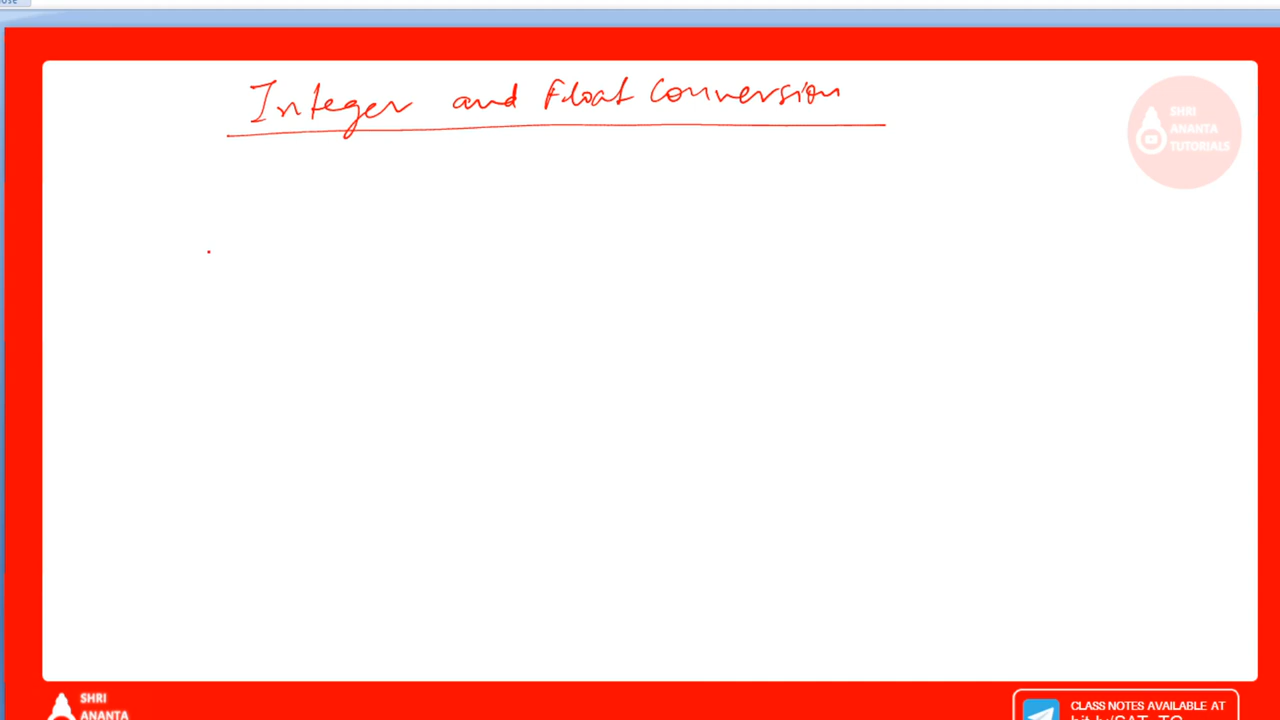 Integer and Float Conversion
SHRI
ANANTA
TUTORIALS
SHRI
ANANTA
CLASS NOTES AVAILABLE AT